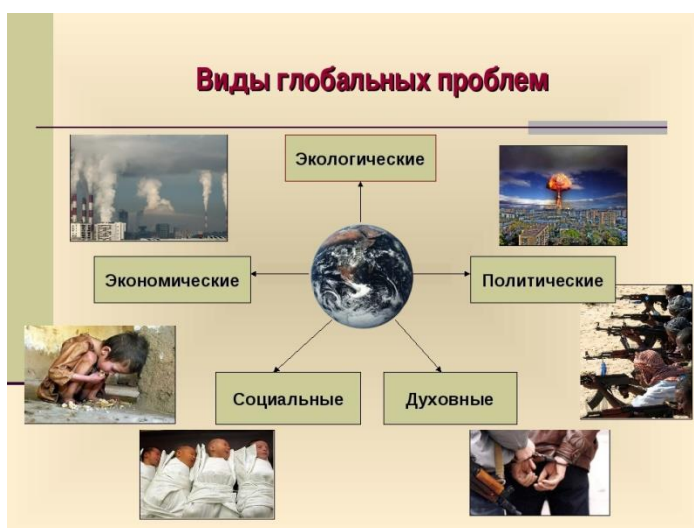 Виды глобальных проблем
Экологические
Экономические
Политические
Социальные
Духовные